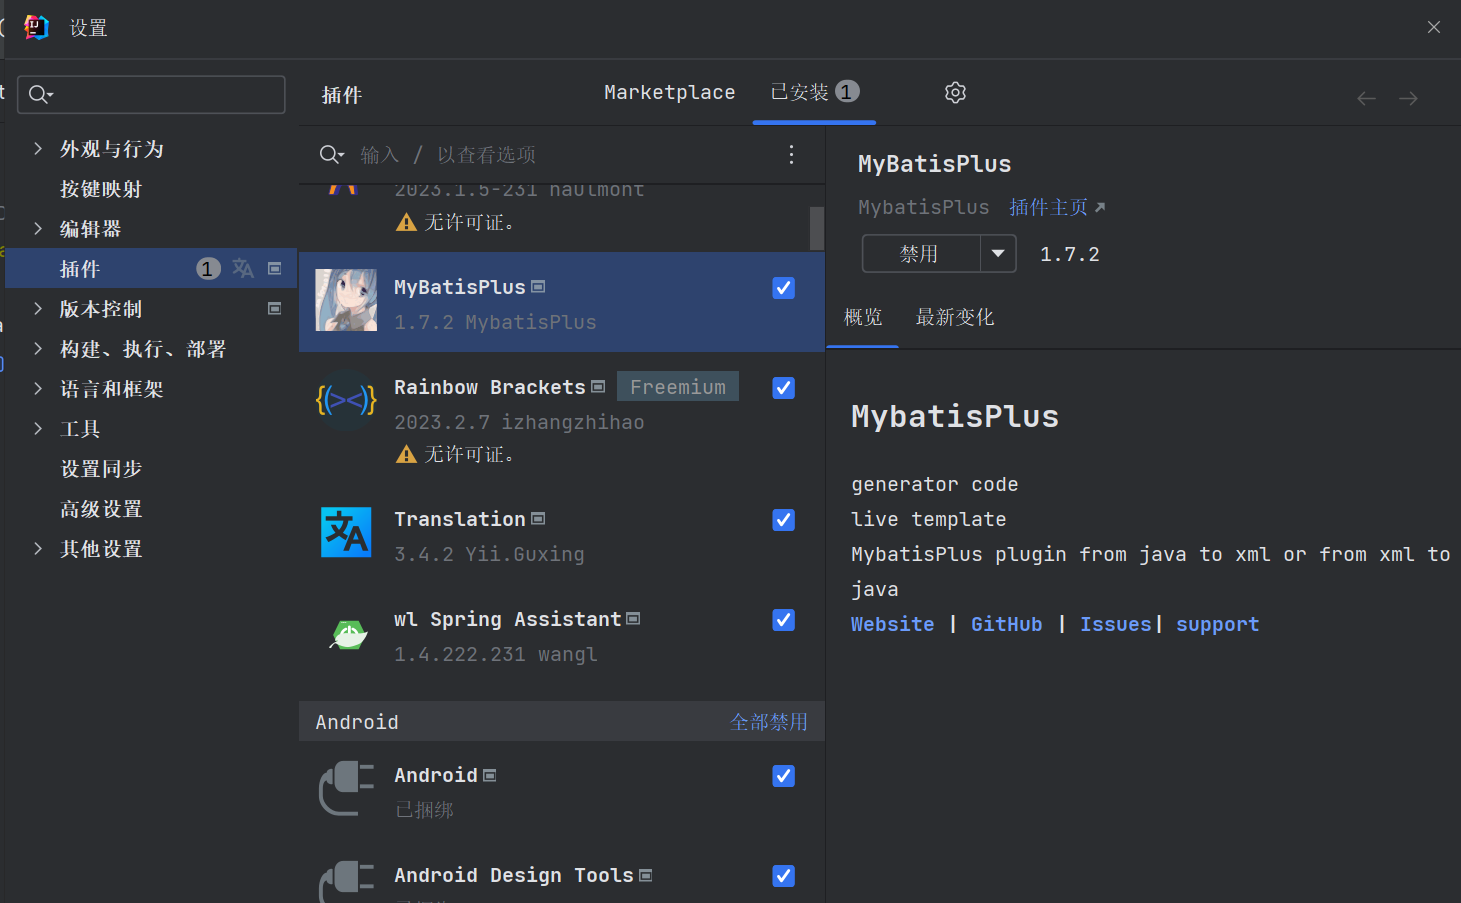 设置
插件
Marketplace
已安装 1
外观与行为
按键映射
编辑器
插件 1
版本控制
构建、执行、部署
语言和框架
工具
设置同步
高级设置
其他设置
输入 / 以查看选项
2023.1.5-231 haulmont
无许可证。
MyBatisPlus
1.7.2 MybatisPlus
Rainbow Brackets Freemium
2023.2.7 izhangzhihao
无许可证。
Translation
3.4.2 Yii.Guxing
wl Spring Assistant
1.4.222.231 wangl
Android 全部禁用
Android
已捆绑
Android Design Tools
MyBatisPlus
MybatisPlus 插件主页
禁用 1.7.2
概览 最新变化
MybatisPlus
generator code
live template
MybatisPlus plugin from java to xml or from xml to
java
Website | GitHub | Issues| support